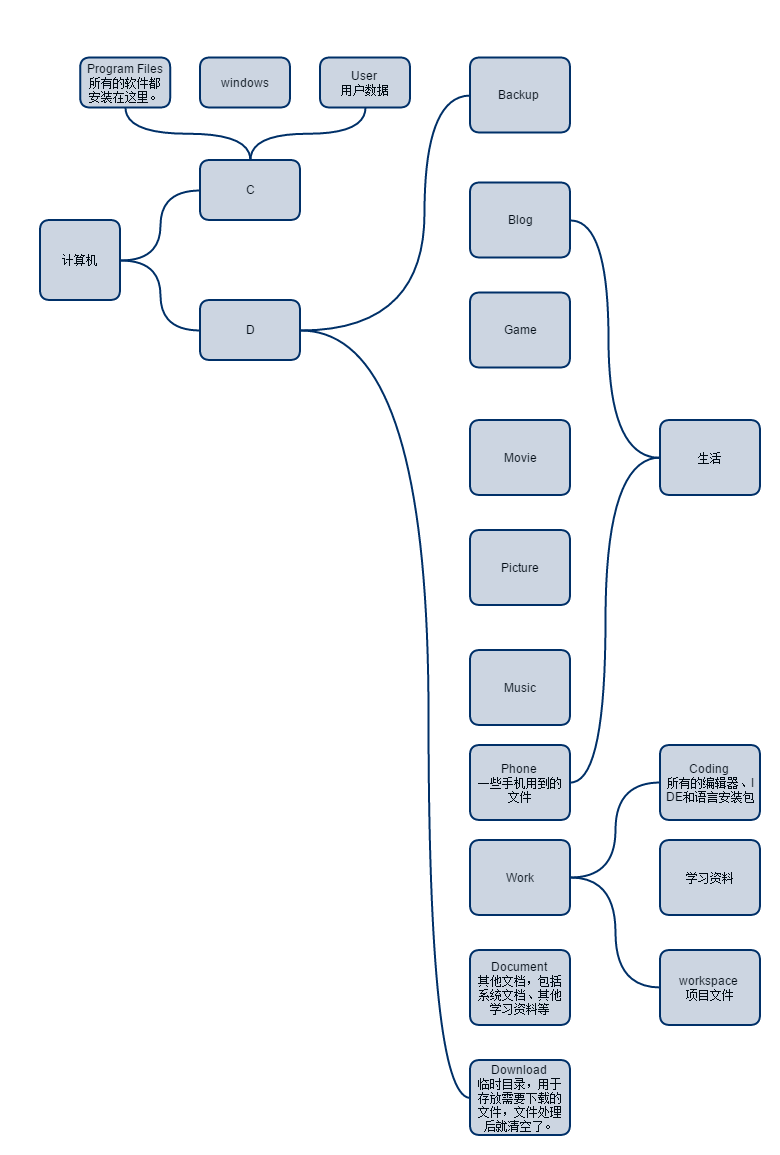 Program Files
所有的软件都
安装在这里。
windows
User
用户数据
C
计算机
D
Backup
Blog
Game
Movie
生活
Picture
Music
Phone
一些手机用到的
文件
Coding
所有的编辑器、I
DE和语言安装包
Work
学习资料
Document
其他文档，包括
系统文档、其他
学习资料等
workspace
项目文件
Download
临时目录，用于
存放需要下载的
文件，文件处理
后就清空了。